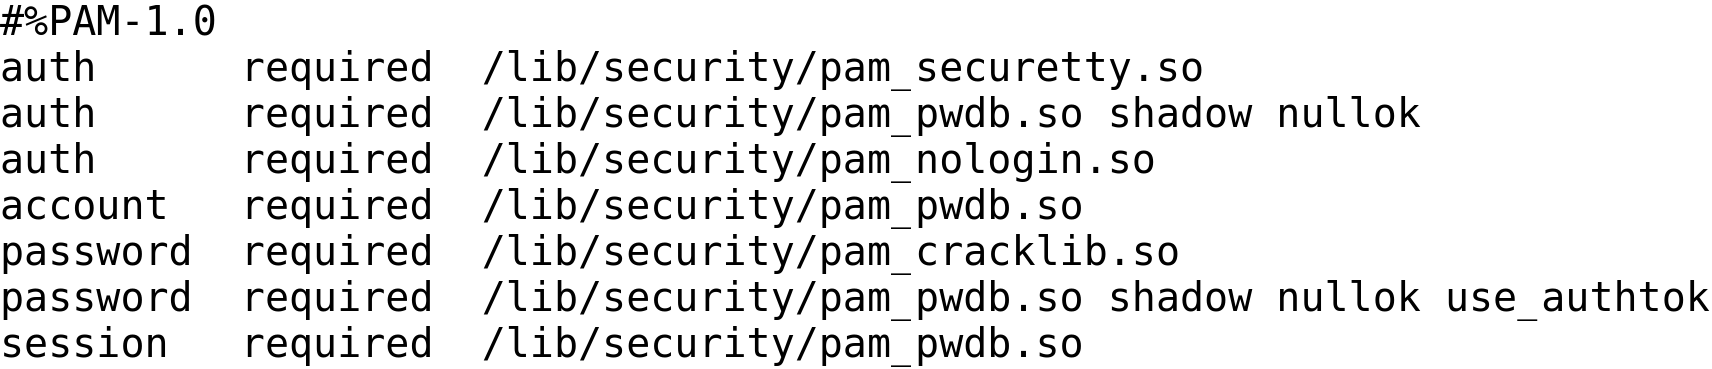 #%PAM-1.0
auth      required  /lib/security/pam_securetty.so
auth      required  /lib/security/pam_pwdb.so shadow nullok
auth      required  /lib/security/pam_nologin.so
account   required  /lib/security/pam_pwdb.so
password  required  /lib/security/pam_cracklib.so
password  required  /lib/security/pam_pwdb.so shadow nullok use_authtok
session   required  /lib/security/pam_pwdb.so